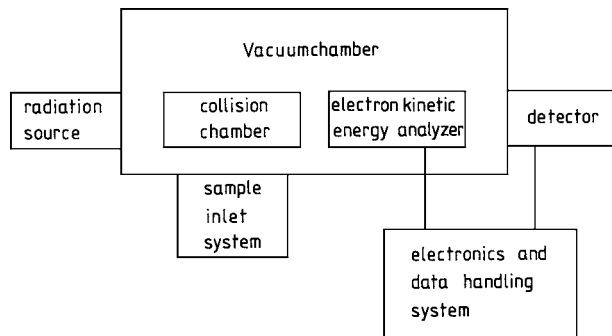 Vacuumchamber
radiation
source
collision
chamber
electron kinetic
energy analyzer
detector
sample
inlet
system
electronics and
data handling
system